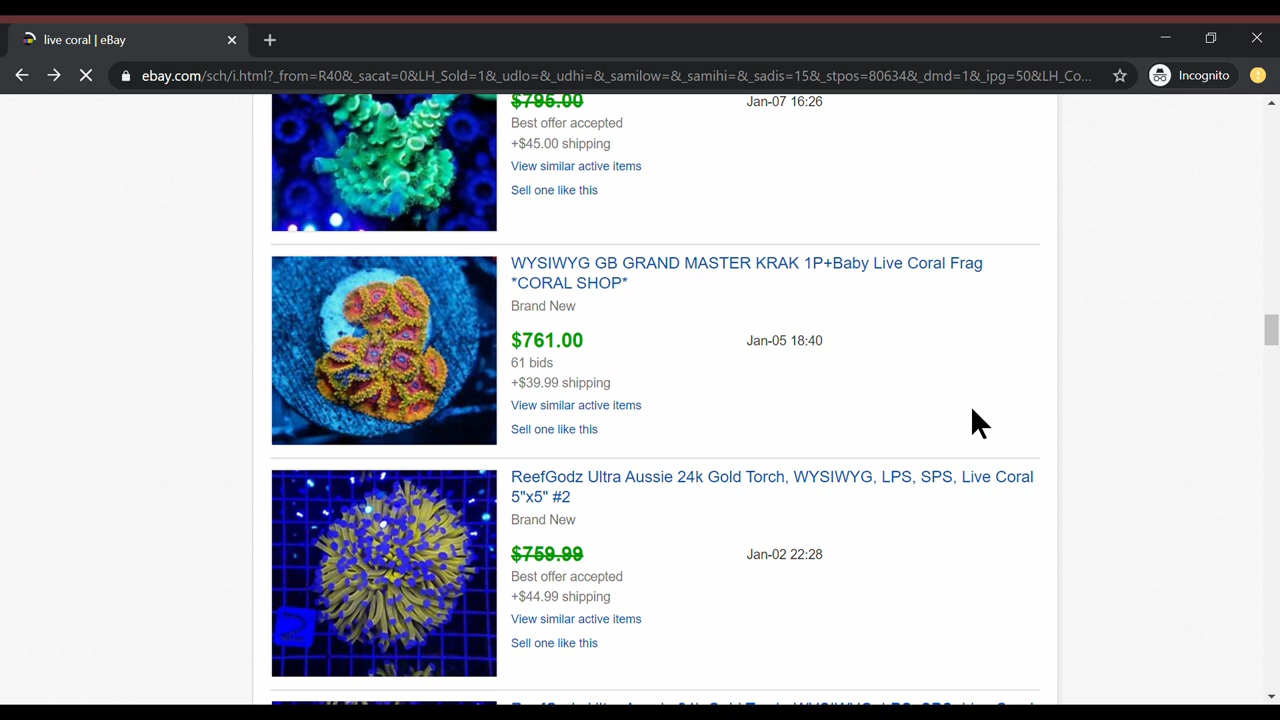 live coral | eBay
ebay.com/sch/i.html?_from=R40&_sacat=0&LH_Sold=1&_udlo=&_udhi=&_samilow=&_samihi=&_sadis=15&_stpos=80634&_dmd=1&_ipg=50&LH_Co...
Incognito
$795.00
Jan-07 16:26
Best offer accepted
+$45.00 shipping
View similar active items
Sell one like this
WYSIWYG GB GRAND MASTER KRAK 1P+Baby Live Coral Frag
*CORAL SHOP*
Brand New
$761.00
Jan-05 18:40
61 bids
+$39.99 shipping
View similar active items
Sell one like this
ReefGodz Ultra Aussie 24k Gold Torch, WYSIWYG, LPS, SPS, Live Coral
5"x5" #2
Brand New
$759.99
Jan-02 22:28
Best offer accepted
+$44.99 shipping
View similar active items
Sell one like this
2